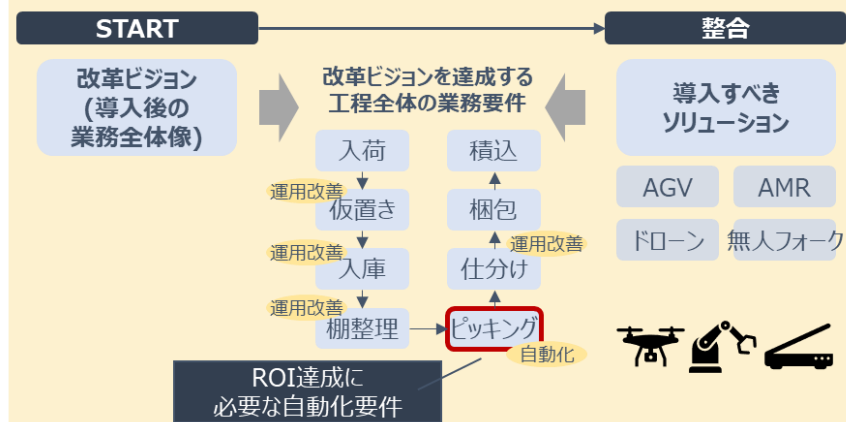 START
整合
改革ビジョン
(導入後の
業務全体像)
改革ビジョンを達成する
工程全体の業務要件
導入すべき
ソリューション
入荷
運用改善
仮置き
運用改善
入庫
運用改善
棚整理
ピッキング
自動化
仕分け
運用改善
梱包
積込
AGV
AMR
ドローン
無人フォーク
ROI達成に
必要な自動化要件